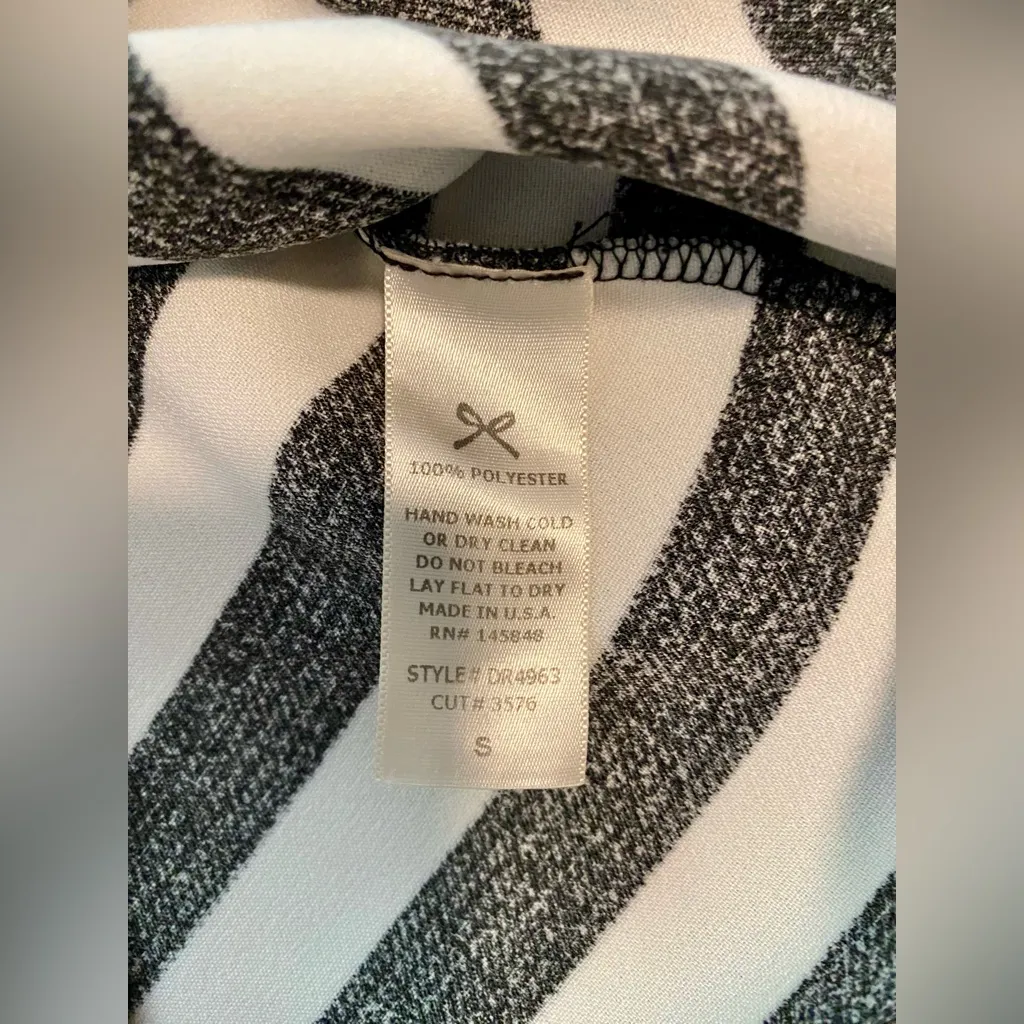 100% POLYESTER
HAND WASH COLD
OR DRY CLEAN
DO NOT BLEACH
LAY FLAT TO DRY
MADE IN U.S.A.
RN# 145848
STYLE# DR4963
CUT# 3576
S